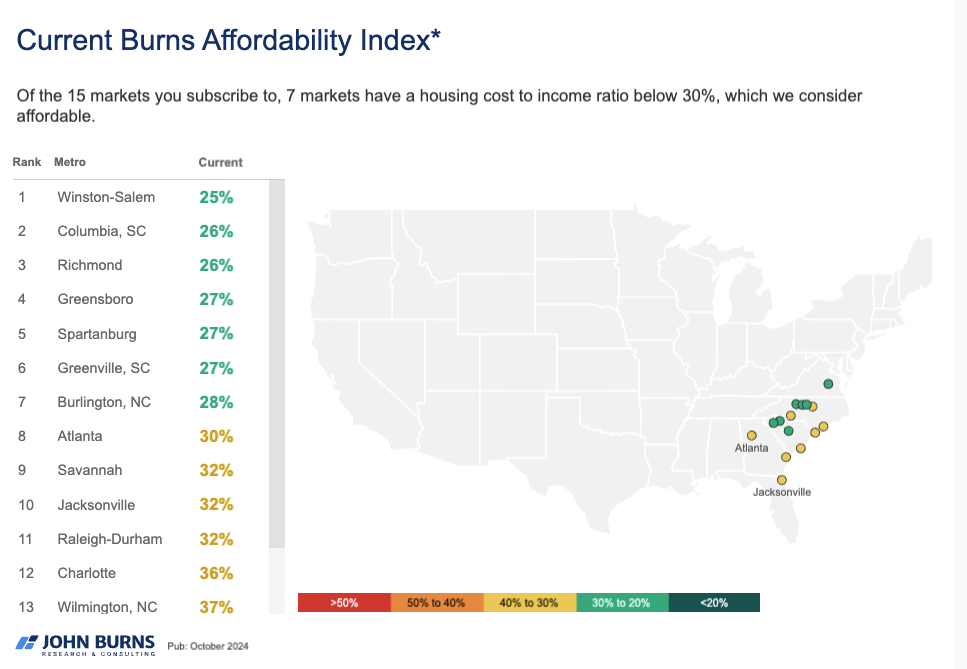 Current Burns Affordability Index*
Of the 15 markets you subscribe to, 7 markets have a housing cost to income ratio below 30%, which we consider
affordable.
Rank Metro Current
1 Winston-Salem 25%
2 Columbia, SC 26%
3 Richmond 26%
4 Greensboro 27%
5 Spartanburg 27%
6 Greenville, SC 27%
7 Burlington, NC 28%
8 Atlanta 30%
9 Savannah 32%
10 Jacksonville 32%
11 Raleigh-Durham 32%
12 Charlotte 36%
13 Wilmington, NC 37%
Atlanta
Jacksonville
>50% 50% to 40% 40% to 30% 30% to 20% <20%
JOHN BURNS
RESEARCH & CONSULTING
Pub: October 2024